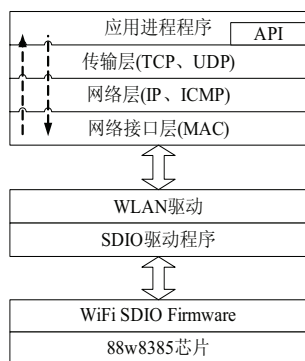 应用进程程序
API
传输层(TCP、UDP)
网络层(IP、ICMP)
网络接口层(MAC)
WLAN驱动
SDIO驱动程序
WiFi SDIO Firmware
88w8385芯片